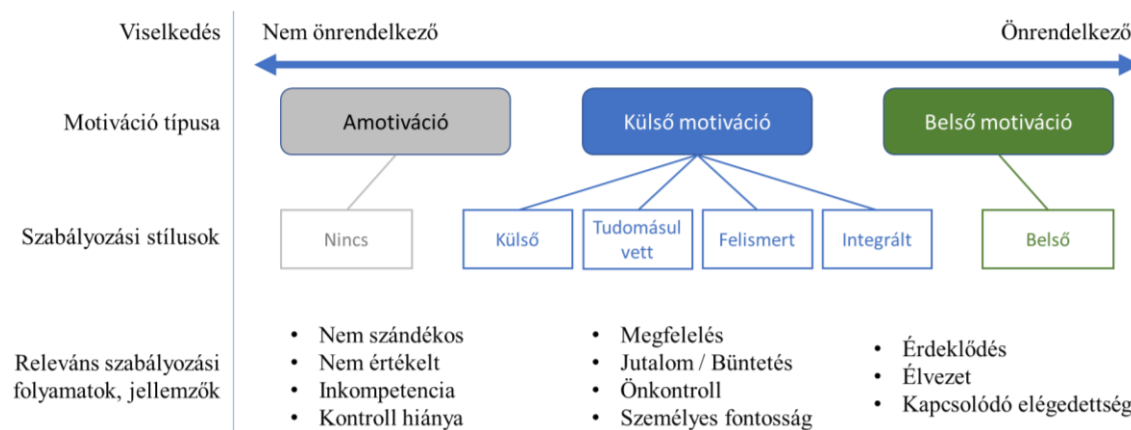 Viselkedés
Nem önrendelkező
Önrendelkező
Motiváció típusa
Amotiváció
Külső motiváció
Belső motiváció
Szabályozási stílusok
Nincs
Külső
Tudomásul
vett
Felismert
Integrált
Belső
Releváns szabályozási
folyamatok, jellemzők
• Nem szándékos
• Nem értékelt
• Inkompetencia
• Kontroll hiánya
• Megfelelés
• Jutalom / Büntetés
• Önkontroll
• Személyes fontosság
• Érdeklődés
• Élvezet
• Kapcsolódó elégedettség